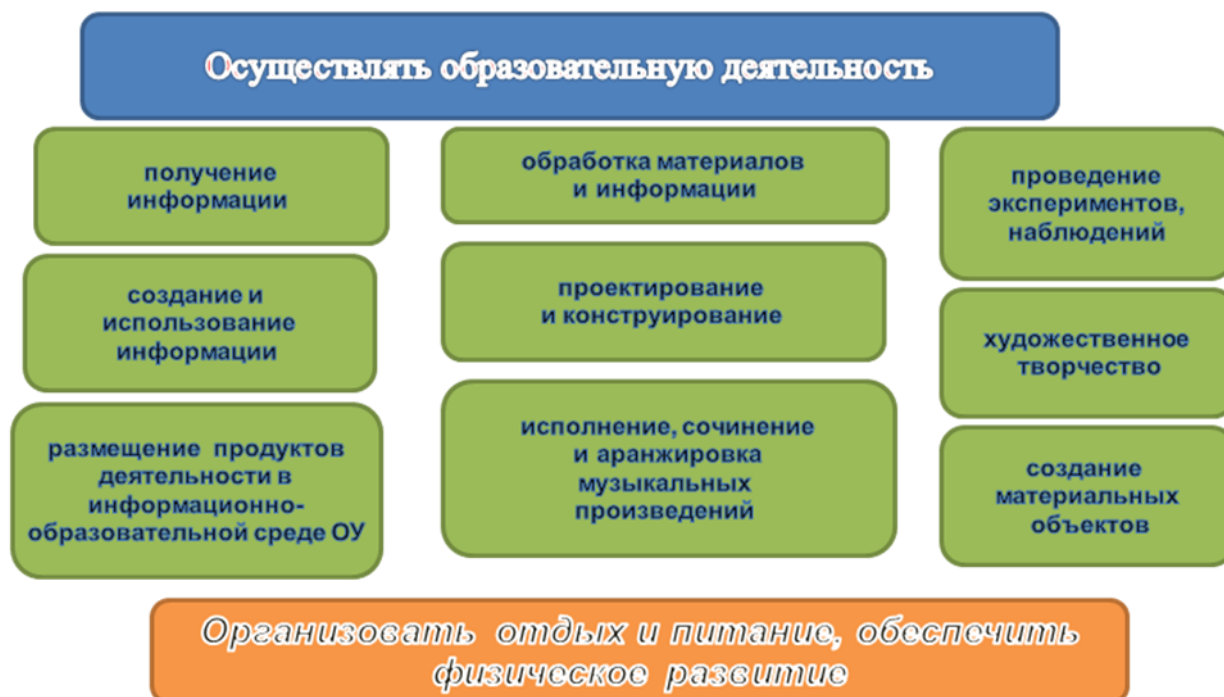 Осуществлять образовательную деятельность
получение
информации
создание и
использование
информации
размещение продуктов
деятельности в
информационно-
образовательной среде ОУ
обработка материалов
и информации
проектирование
и конструирование
исполнение, сочинение
и аранжировка
музыкальных
произведений
проведение
экспериментов,
наблюдений
художественное
творчество
создание
материальных
объектов
Организовать отдых и питание, обеспечить
физическое развитие